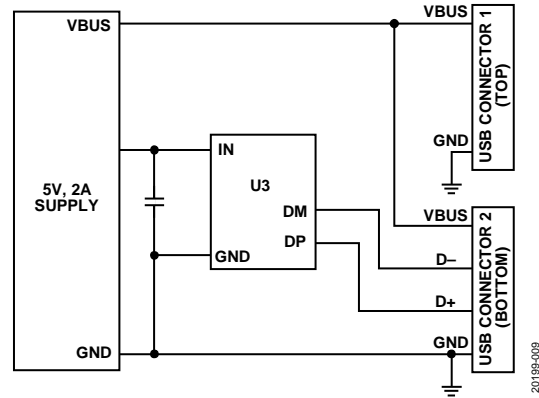 VBUS
5V, 2A
SUPPLY
GND
IN
U3
DM
DP
GND
VBUS
GND
USB CONNECTOR 1
(TOP)
VBUS
D–
D+
GND
USB CONNECTOR 2
(BOTTOM)
20199-009